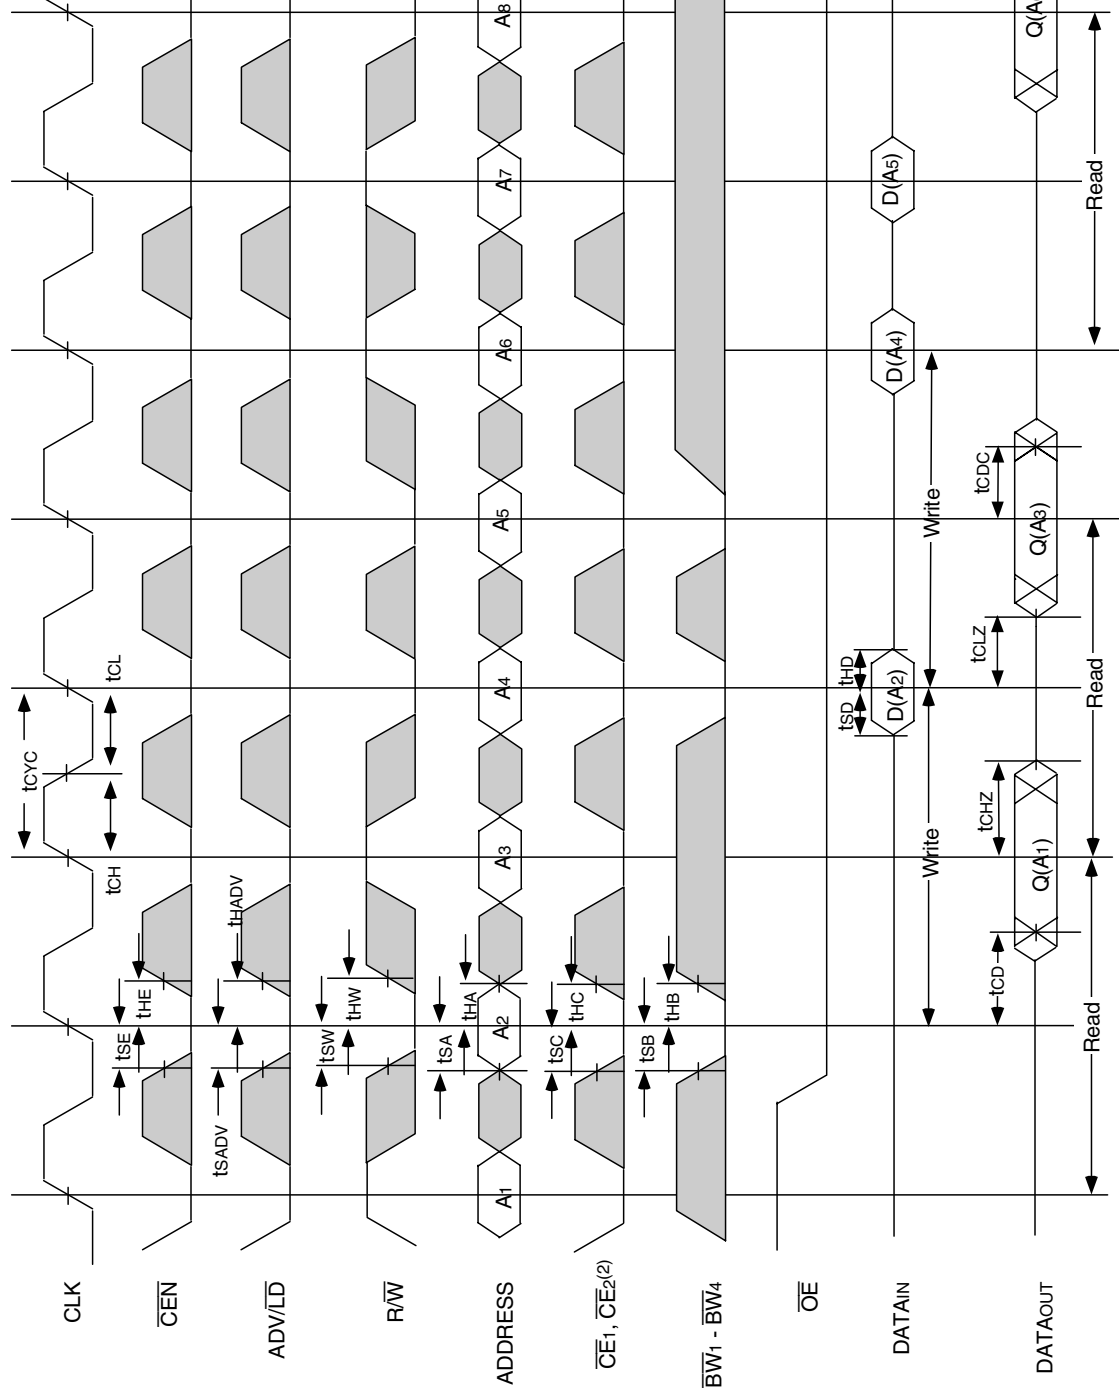 CLK
tCYC
tCH
tCL
CEN
tSE
tHE
ADV/LD
tSADV
tHADV
R/W
tSW
tHW
ADDRESS
A1
A2
A3
A4
A5
A6
A7
A8
tSA
tHA
CE1, CE2(2)
tSC
tHC
BW1 - BW4
tSB
tHB
OE
DATAIN
D(A2)
D(A4)
D(A5)
tSD
tHD
Write
Write
DATAOUT
Q(A1)
Q(A3)
Q(A
tCD
tCHZ
tCLZ
tCDC
Read
Read
Read